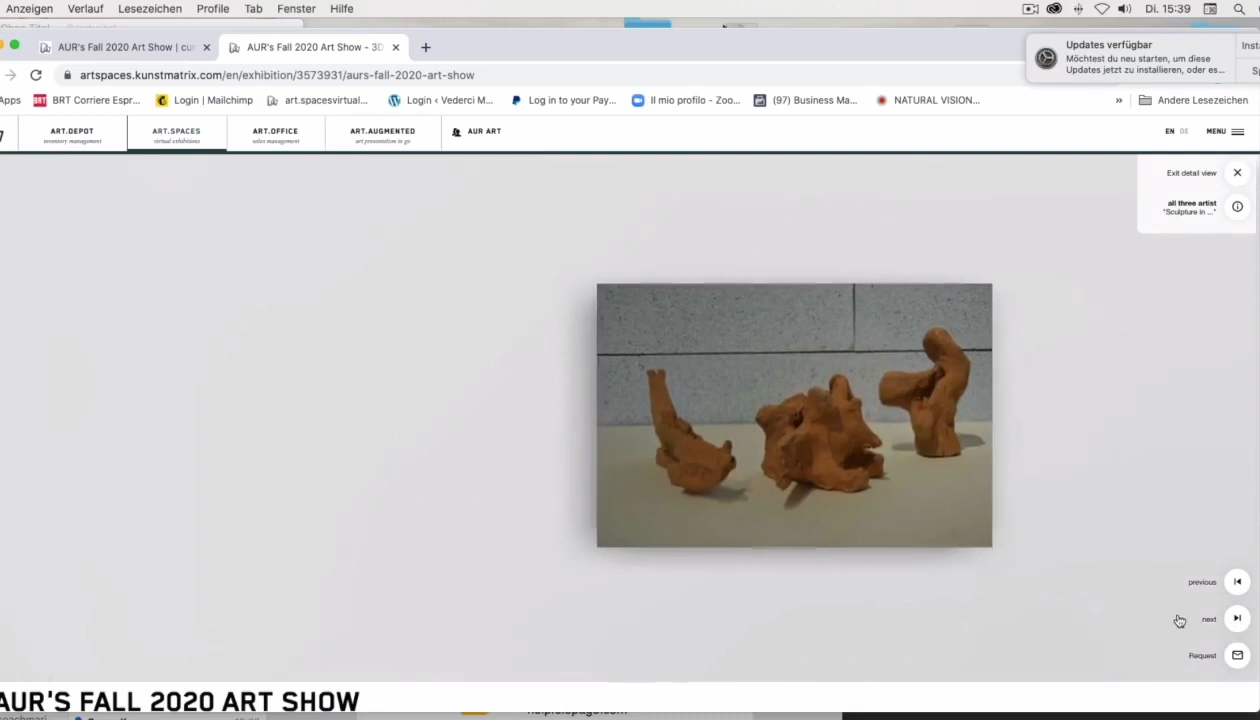 Anzeigen Verlauf Lesezeichen Profile Tab Fenster Hilfe
Di. 15:39
AUR's Fall 2020 Art Show | cur
AUR's Fall 2020 Art Show - 3D
Updates verfügbar
Möchtest du neu starten, um diese
Updates jetzt zu installieren, oder es...
Inst
artspaces.kunstmatrix.com/en/exhibition/3573931/aurs-fall-2020-art-show
Apps BRT Corriere Espr... Login | Mailchimp art.spacesvirtual... Login ‹ Vederci M... Log in to your Pay... Il mio profilo - Zoo... (97) Business Ma... NATURAL VISION... » Andere Lesezeichen
ART.DEPOT ART.SPACES ART.OFFICE ART.AUGMENTED AUR ART EN DE MENU
inventory management virtual exhibitions sales management art presentation to go
Exit detail view
all three artist
"Sculpture in ..."
previous
next
Request
AUR'S FALL 2020 ART SHOW